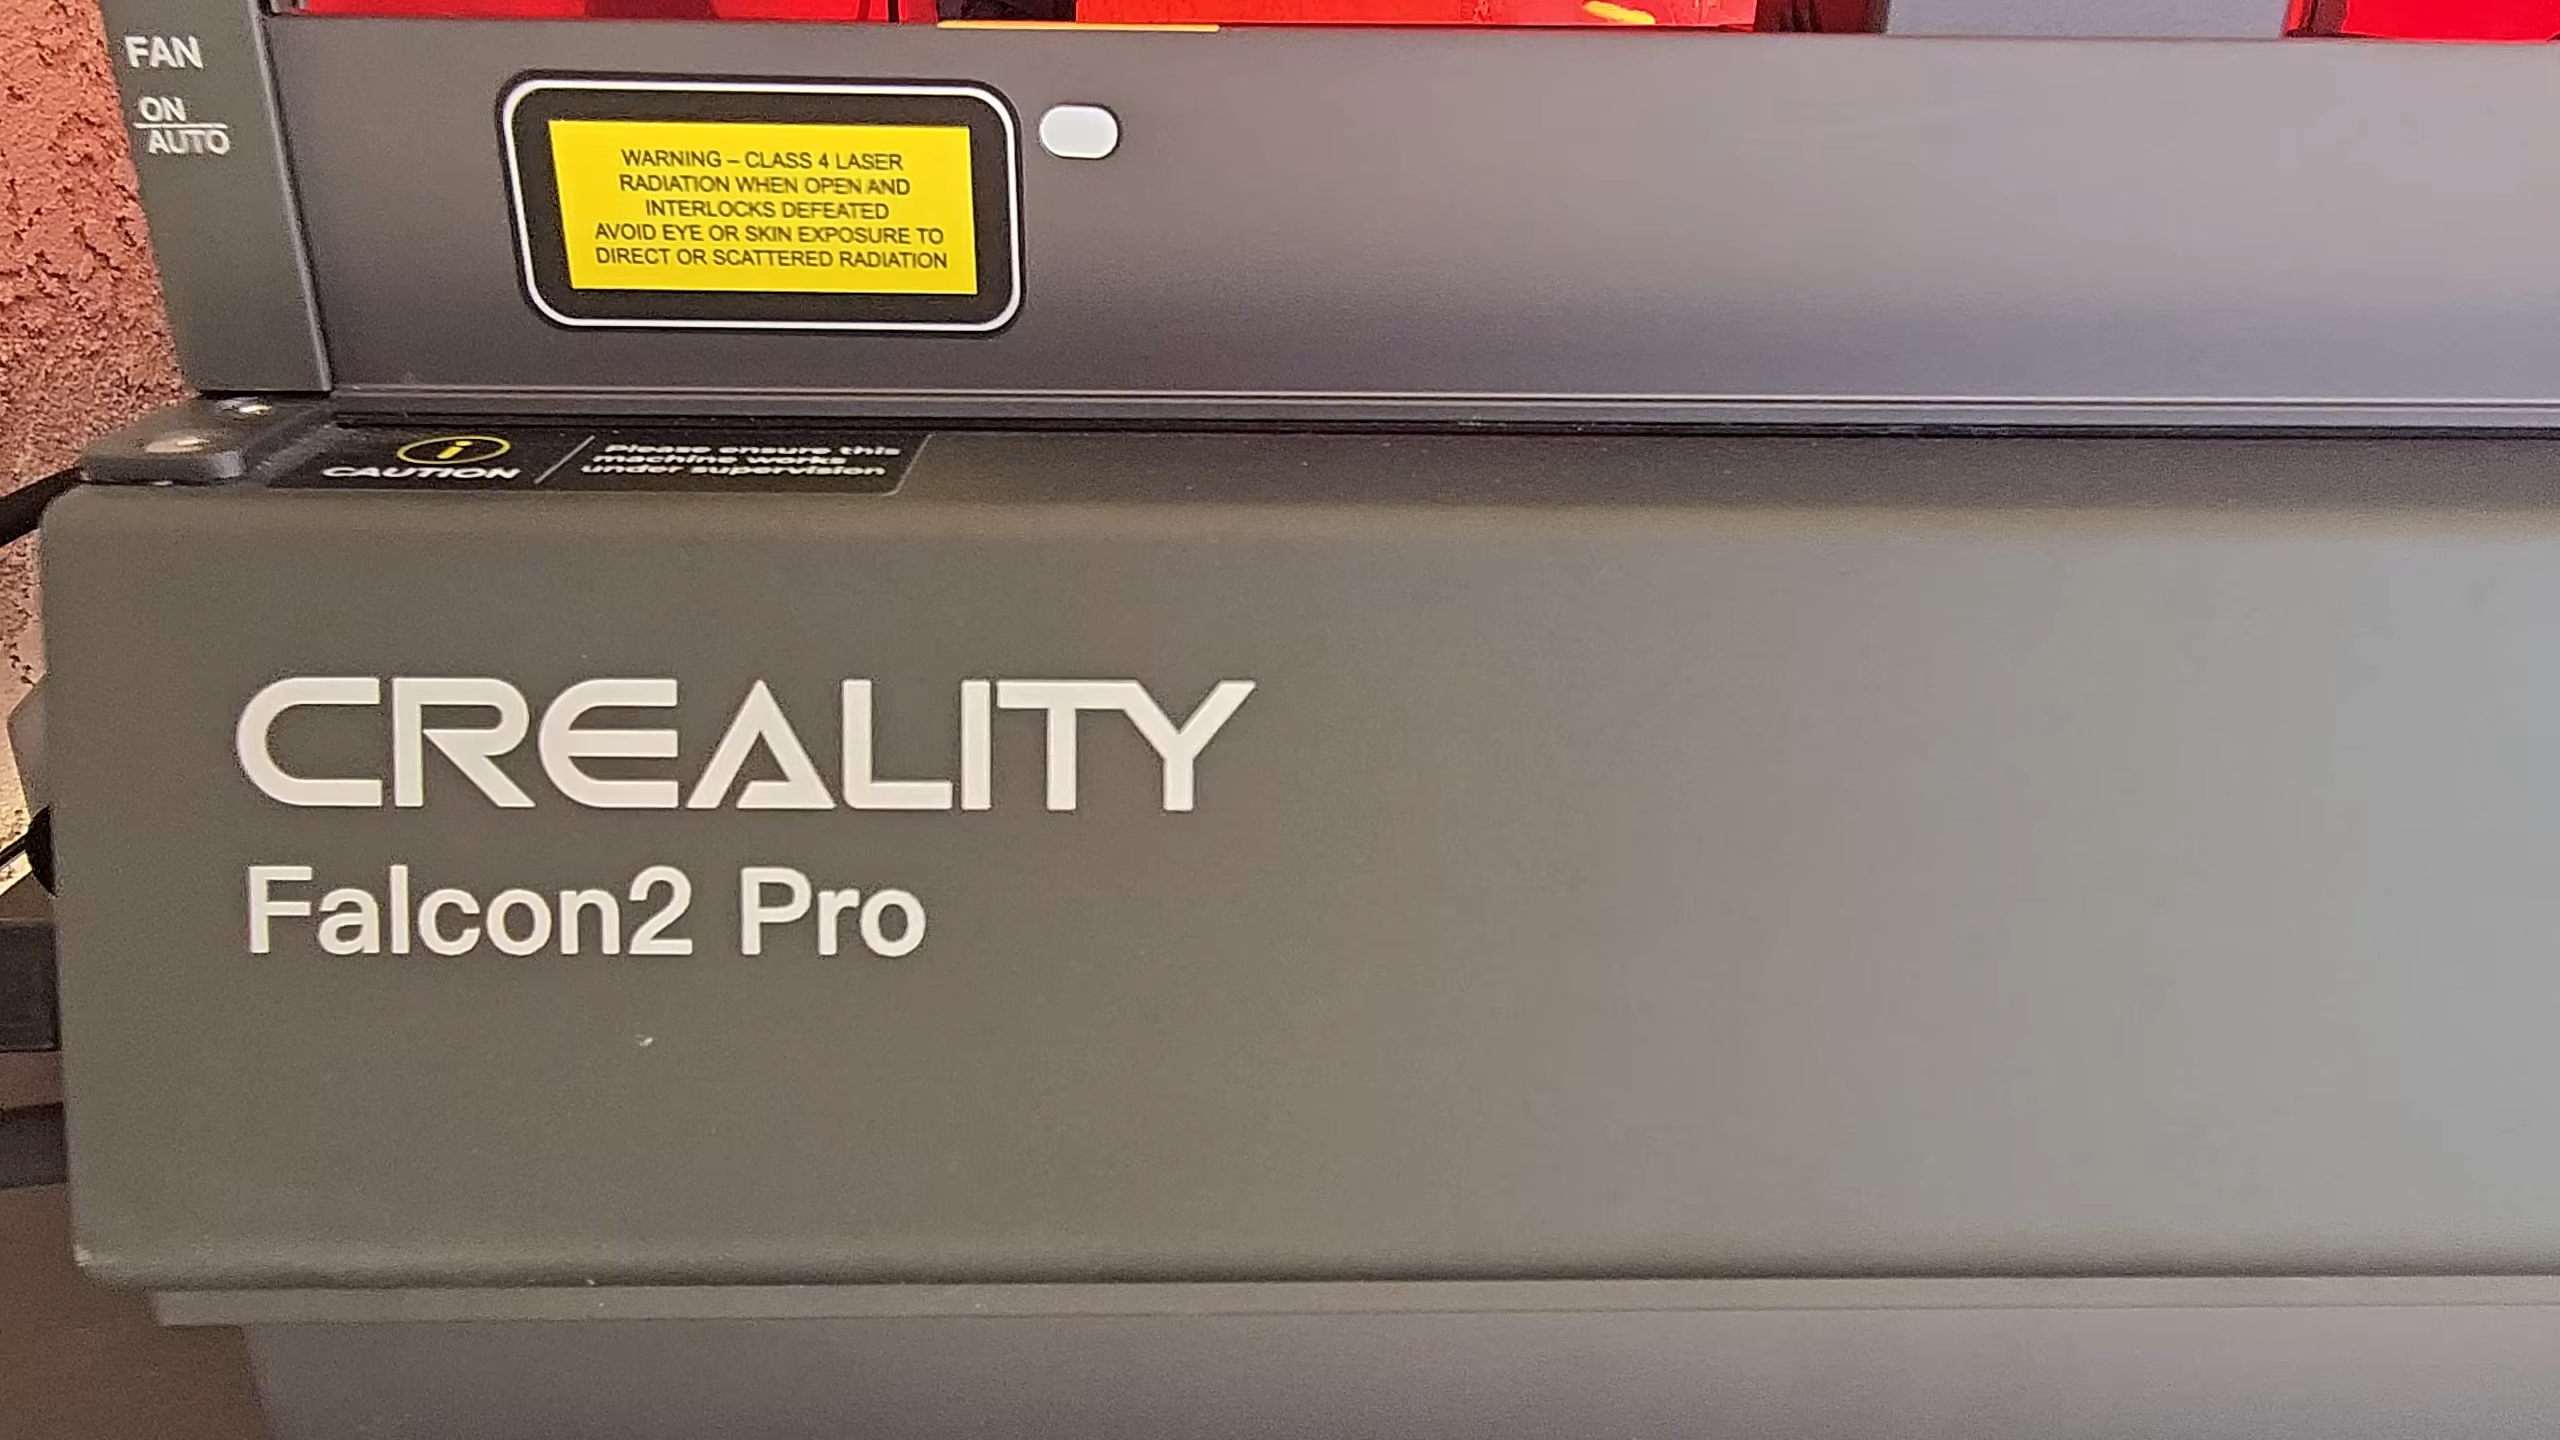 FAN
ON
AUTO
WARNING – CLASS 4 LASER
RADIATION WHEN OPEN AND
INTERLOCKS DEFEATED
AVOID EYE OR SKIN EXPOSURE TO
DIRECT OR SCATTERED RADIATION
i
CAUTION
Please ensure this
machine works
under supervision
CREALITY
Falcon2 Pro